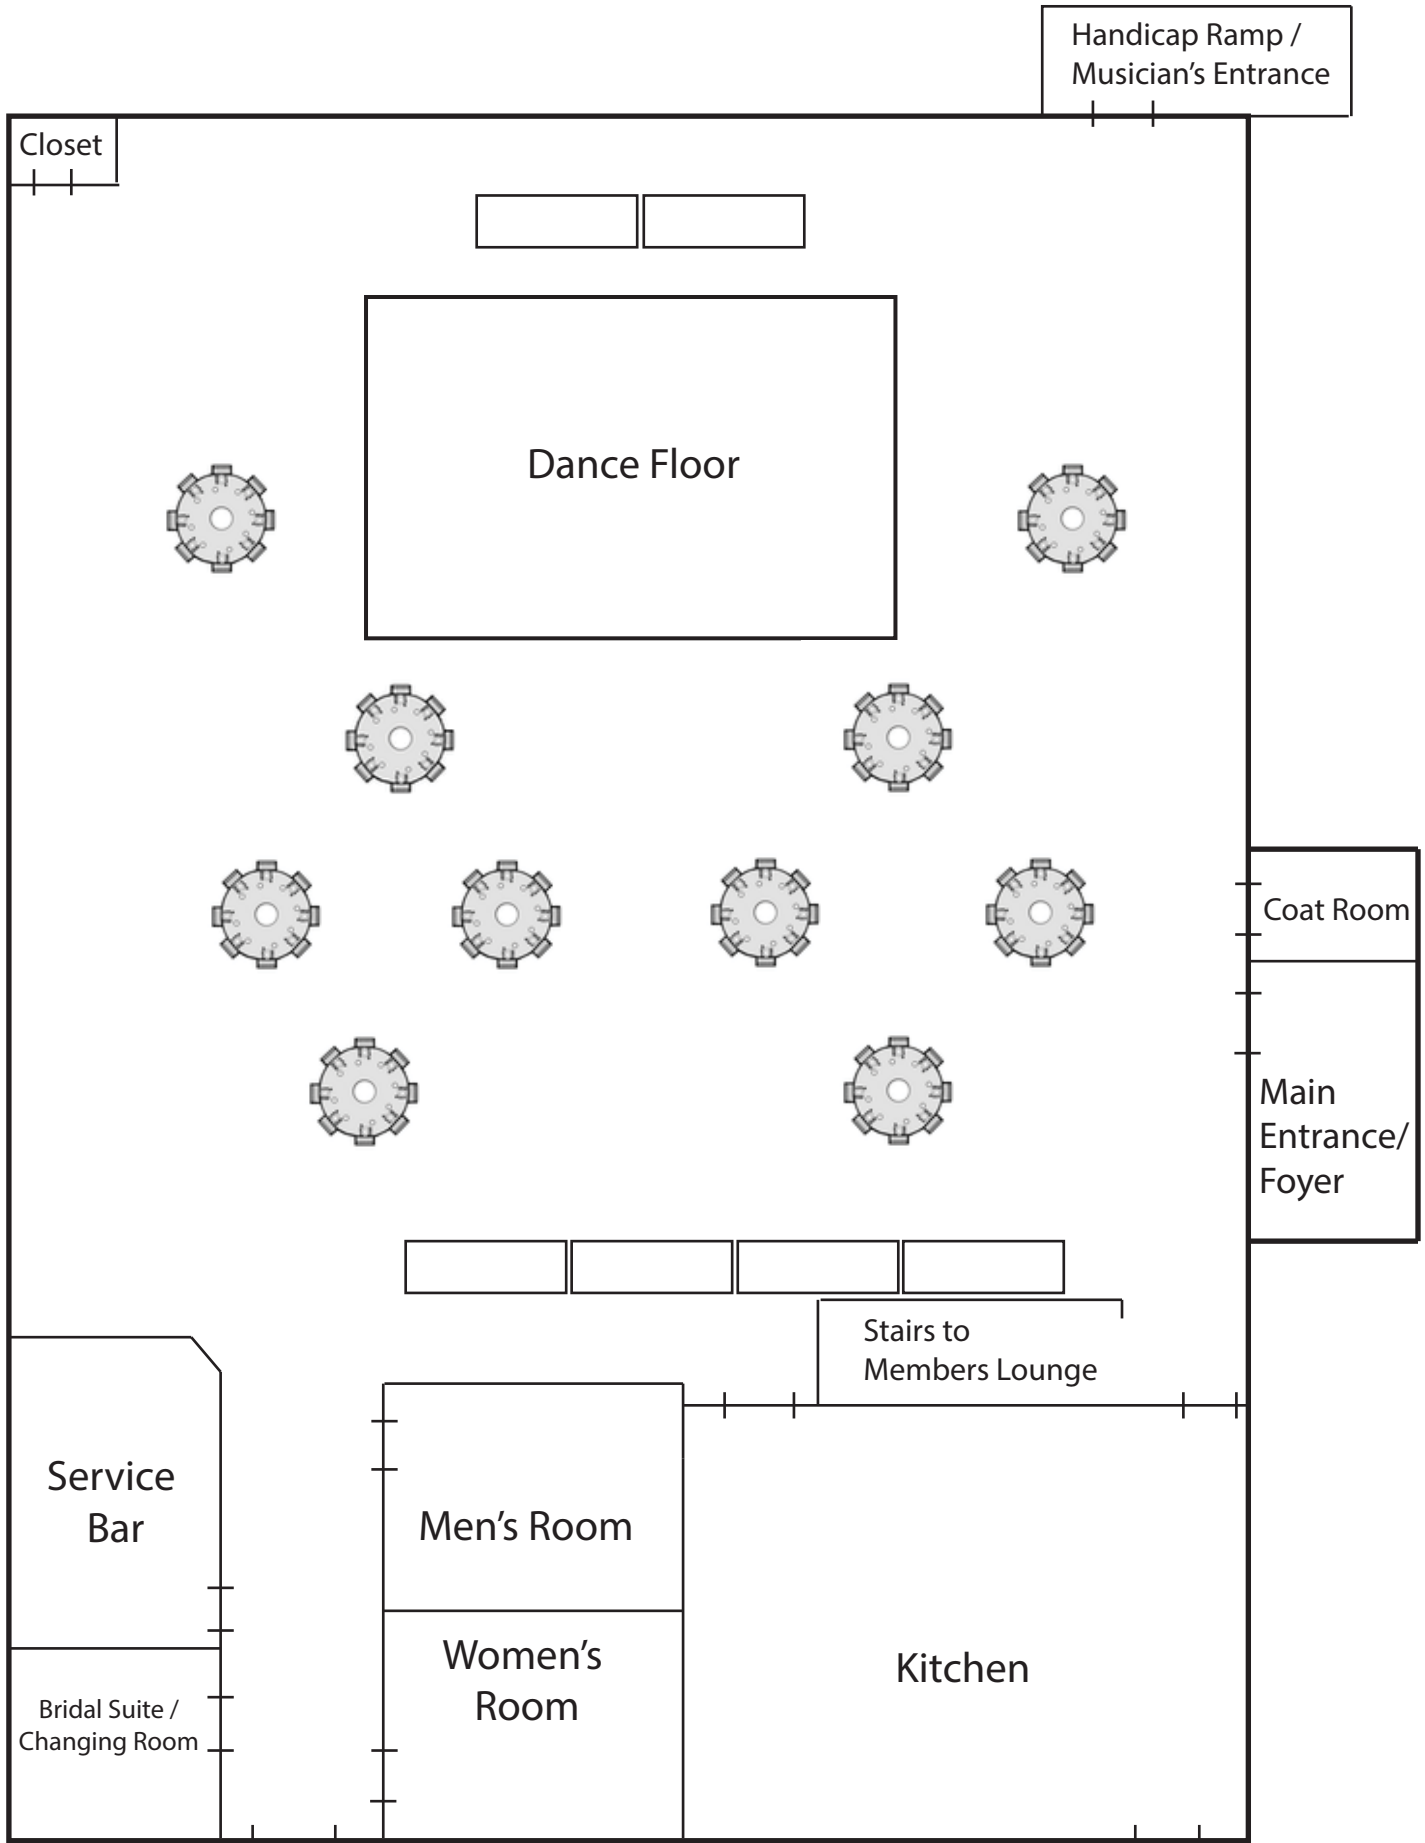 Handicap Ramp /
Musician’s Entrance
Closet
Dance Floor
Coat Room
Main
Entrance/
Foyer
Stairs to
Members Lounge
Service
Bar
Men’s Room
Women’s
Room
Kitchen
Bridal Suite /
Changing Room